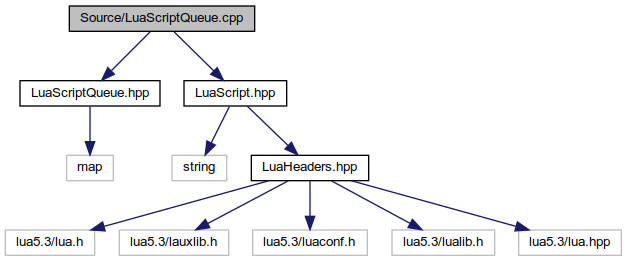 Source/LuaScriptQueue.cpp
LuaScriptQueue.hpp
LuaScript.hpp
map
string
LuaHeaders.hpp
lua5.3/lua.h
lua5.3/lauxlib.h
lua5.3/luaconf.h
lua5.3/lualib.h
lua5.3/lua.hpp